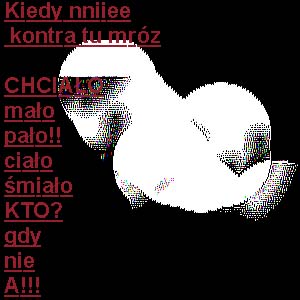 Kiedy nniiee
kontra tu mróz
CHCIAŁO
mało
pało!!
ciało
śmiało
KTO?
gdy
nie
A!!!